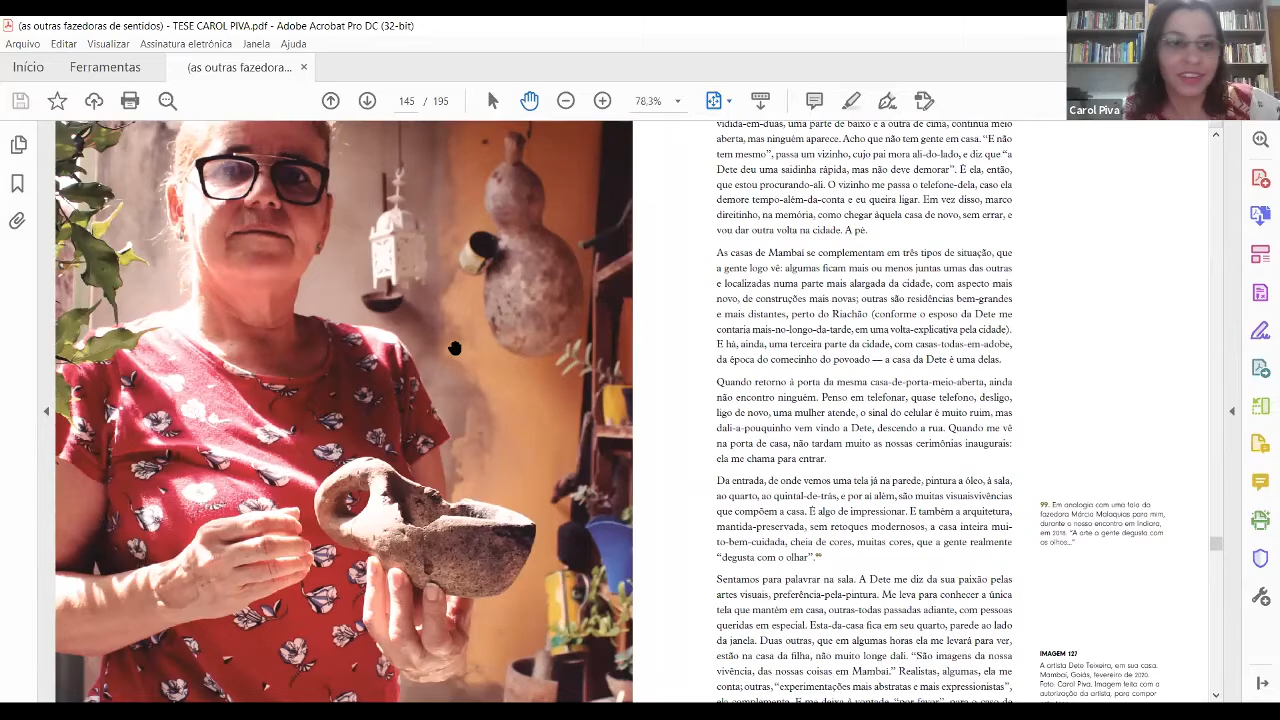 (as outras fazedoras de sentidos) - TESE CAROL PIVA.pdf - Adobe Acrobat Pro DC (32-bit)
Arquivo Editar Visualizar Assinatura eletrônica Janela Ajuda
Início Ferramentas (as outras fazedora... ×
145 / 195 78,3%
Carol Piva
vidida-em-duas, uma parte de baixo e a outra de cima, continua meio
aberta, mas ninguém aparece. Acho que não tem gente em casa. “E não
tem mesmo”, passa um vizinho, cujo pai mora ali-do-lado, e diz que “a
Dete deu uma saidinha rápida, mas não deve demorar”. É ela, então,
que estou procurando-ali. O vizinho me passa o telefone-dela, caso ela
demore tempo-além-da-conta e eu queira ligar. Em vez disso, marco
direitinho, na memória, como chegar àquela casa de novo, sem errar, e
vou dar outra volta na cidade. A pé.
As casas de Mambaí se complementam em três tipos de situação, que
a gente logo vê: algumas ficam mais ou menos juntas umas das outras
e localizadas numa parte mais alargada da cidade, com aspecto mais
novo, de construções mais novas; outras são residências bem-grandes
e mais distantes, perto do Riachão (conforme o esposo da Dete me
contaria mais-no-longo-da-tarde, em uma volta-explicativa pela cidade).
E há, ainda, uma terceira parte da cidade, com casas-todas-em-adobe,
da época do comecinho do povoado — a casa da Dete é uma delas.
Quando retorno à porta da mesma casa-de-porta-meio-aberta, ainda
não encontro ninguém. Penso em telefonar, quase telefono, desligo,
ligo de novo, uma mulher atende, o sinal do celular é muito ruim, mas
dali-a-pouquinho vem vindo a Dete, descendo a rua. Quando me vê
na porta de casa, não tardam muito as nossas cerimônias inaugurais:
ela me chama para entrar.
Da entrada, de onde vemos uma tela já na parede, pintura a óleo, à sala,
ao quarto, ao quintal-de-trás, e por aí além, são muitas visuaisvivências
que compõem a casa. É algo de impressionar. E também a arquitetura,
mantida-preservada, sem retoques modernosos, a casa inteira mui-
to-bem-cuidada, cheia de cores, muitas cores, que a gente realmente
“degusta com o olhar”.99
Sentamos para palavrar na sala. A Dete me diz da sua paixão pelas
artes visuais, preferência-pela-pintura. Me leva para conhecer a única
tela que mantém em casa, outras-todas passadas adiante, com pessoas
queridas em especial. Esta-da-casa fica em seu quarto, parede ao lado
da janela. Duas outras, que em algumas horas ela me levará para ver,
estão na casa da filha, não muito longe dali. “São imagens da nossa
vivência, das nossas coisas em Mambaí.” Realistas, algumas, ela me
conta; outras, “experimentações mais abstratas e mais expressionistas”,
ela complementa. E me deixa à vontade, “por favor”, para o caso de
99. Em analogia com uma fala da
fazedora Márcia Malaquias para mim,
durante o nosso encontro em Indiara,
em 2018. “A arte a gente degusta com
os olhos...”
IMAGEM 127
A artista Dete Teixeira, em sua casa.
Mambaí, Goiás, fevereiro de 2020.
Foto: Carol Piva. Imagem feita com a
autorização da artista, para compor